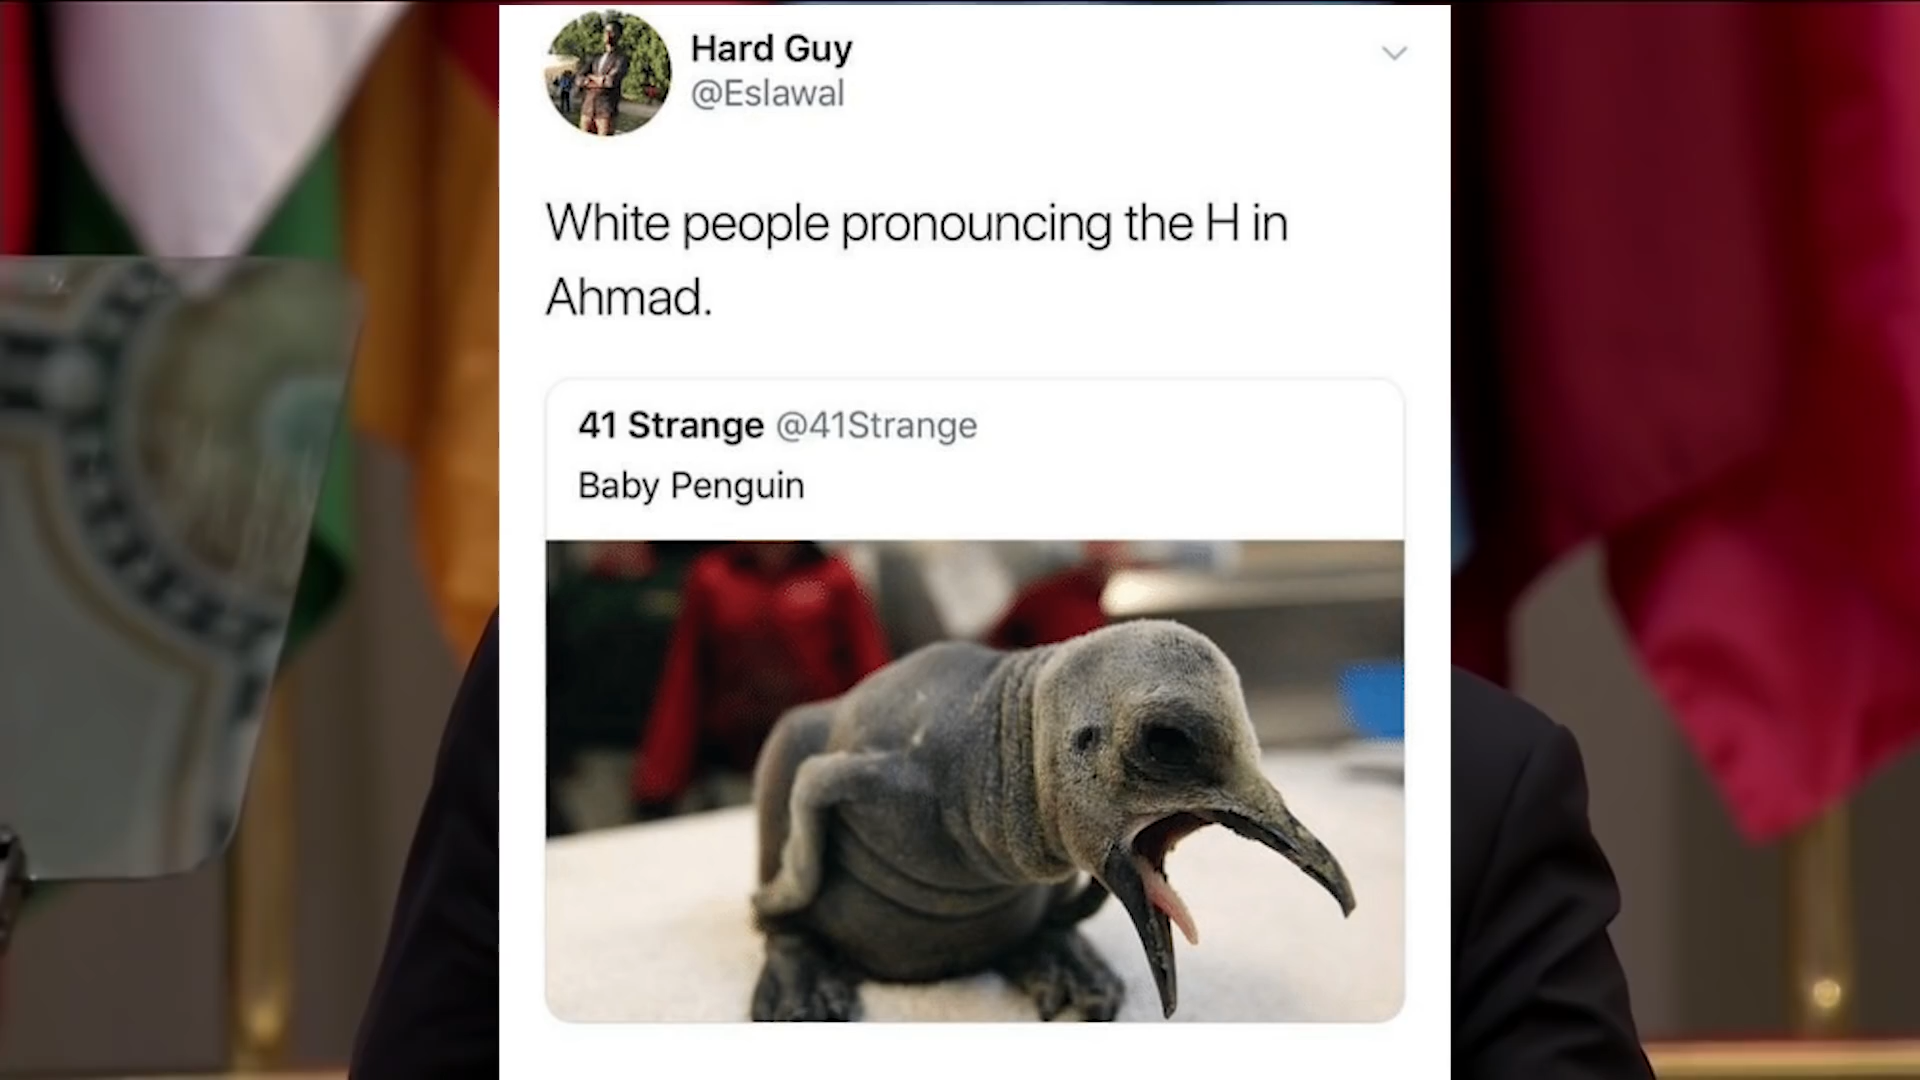 Hard Guy
@Eslawal
White people pronouncing the H in
Ahmad.
41 Strange @41Strange
Baby Penguin